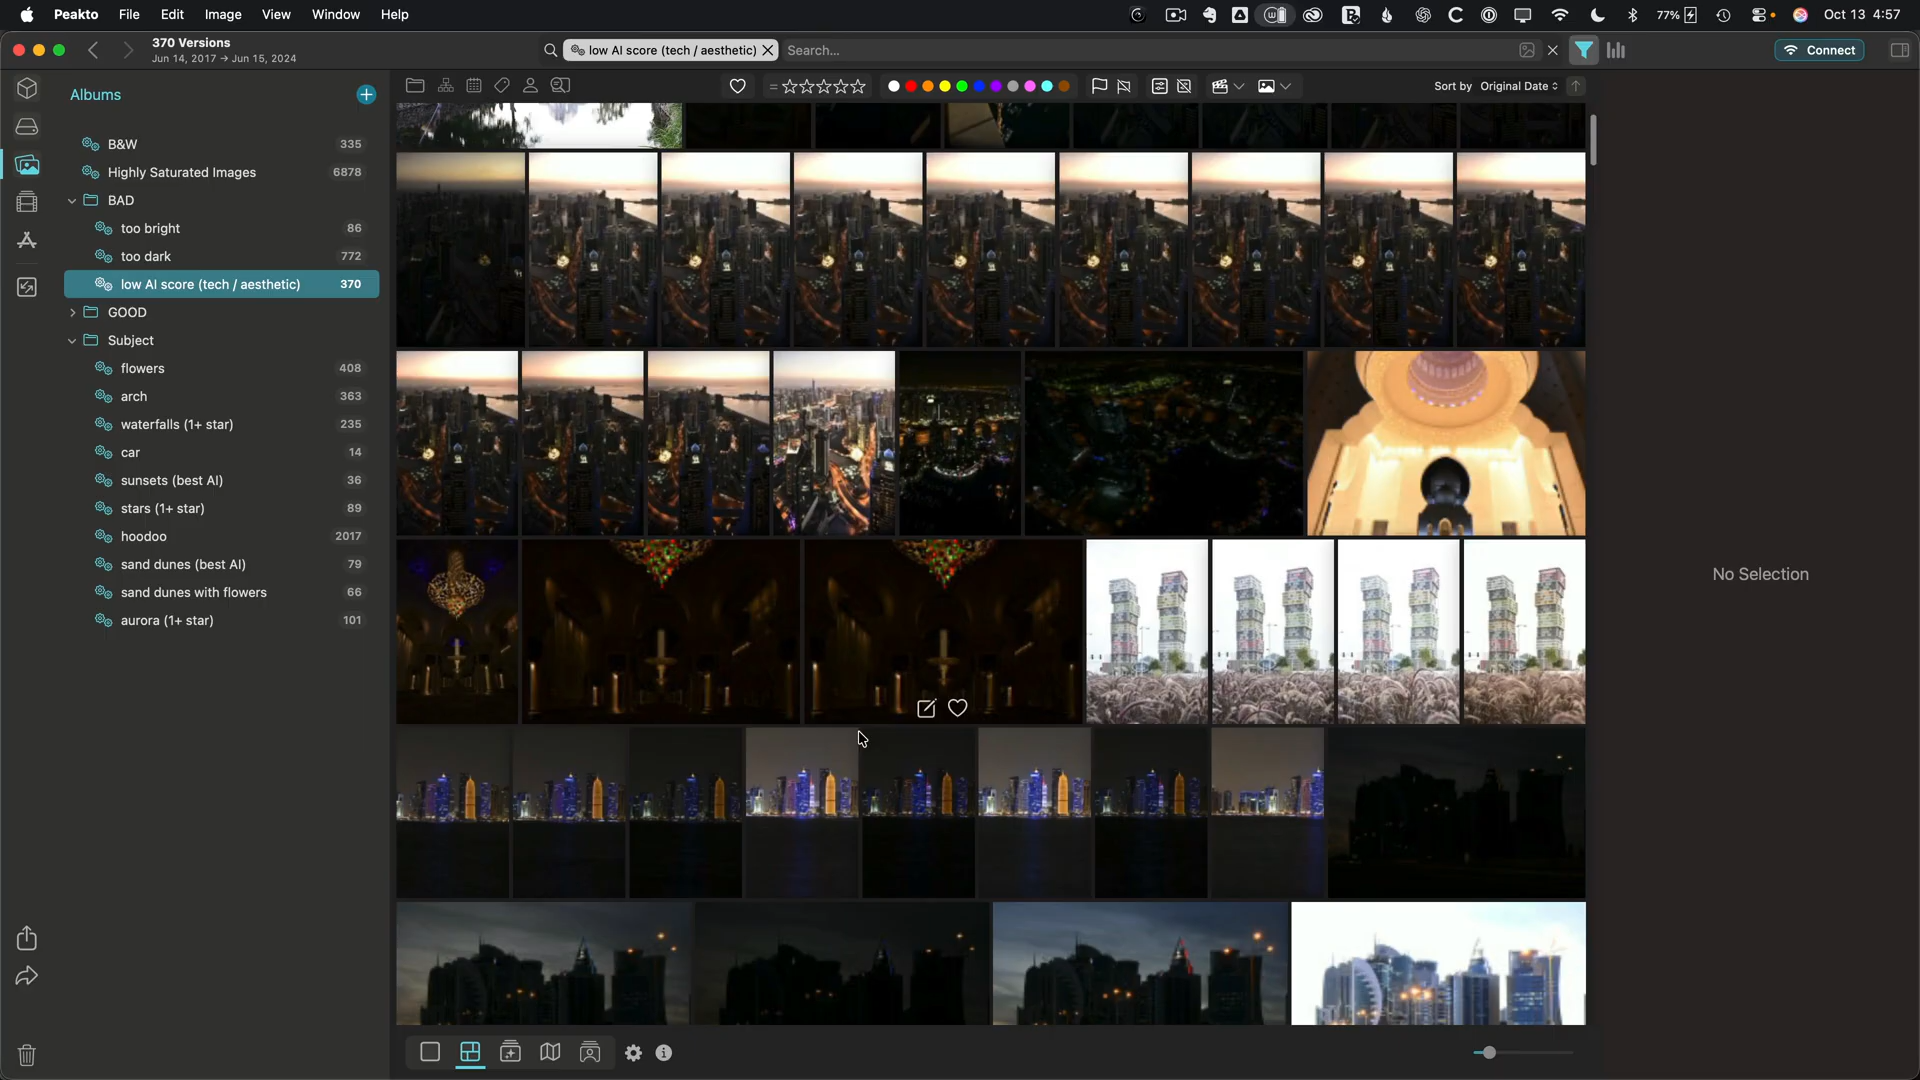 Peakto File Edit Image View Window Help
77% Oct 13 4:57
370 Versions
Jun 14, 2017 → Jun 15, 2024
low AI score (tech / aesthetic) Search...
Connect
Albums
Sort by Original Date
B&W 335
Highly Saturated Images 6878
BAD
too bright 86
too dark 772
low AI score (tech / aesthetic) 370
GOOD
Subject
flowers 408
arch 363
waterfalls (1+ star) 235
car 14
sunsets (best AI) 36
stars (1+ star) 89
hoodoo 2017
sand dunes (best AI) 79
sand dunes with flowers 66
aurora (1+ star) 101
No Selection